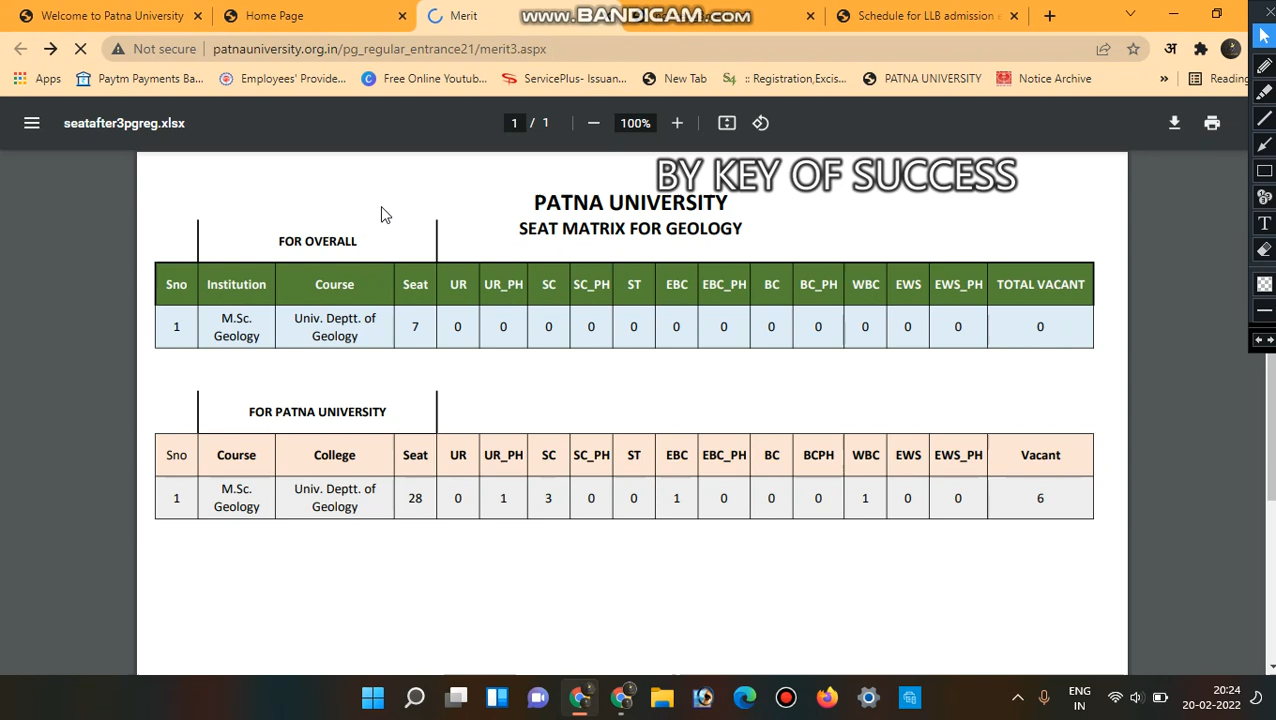 Welcome to Patna University
Home Page
Merit
www.BANDICAM.com
Schedule for LLB admission
Not secure
patnauniversity.org.in/pg_regular_entrance21/merit3.aspx
अ
Apps
Paytm Payments Ba...
Employees' Provide...
Free Online Youtub...
ServicePlus- Issuan...
New Tab
:: Registration,Excis...
PATNA UNIVERSITY
Notice Archive
»
Reading
seatafter3pgreg.xlsx
1 / 1
100%
BY KEY OF SUCCESS
PATNA UNIVERSITY
SEAT MATRIX FOR GEOLOGY
FOR OVERALL
Sno Institution Course Seat UR UR_PH SC SC_PH ST EBC EBC_PH BC BC_PH WBC EWS EWS_PH TOTAL VACANT
1 M.Sc. Geology Univ. Deptt. of Geology 7 0 0 0 0 0 0 0 0 0 0 0 0 0
FOR PATNA UNIVERSITY
Sno Course College Seat UR UR_PH SC SC_PH ST EBC EBC_PH BC BCPH WBC EWS EWS_PH Vacant
1 M.Sc. Geology Univ. Deptt. of Geology 28 0 1 3 0 0 1 0 0 0 1 0 0 6
ENG
IN
20:24
20-02-2022